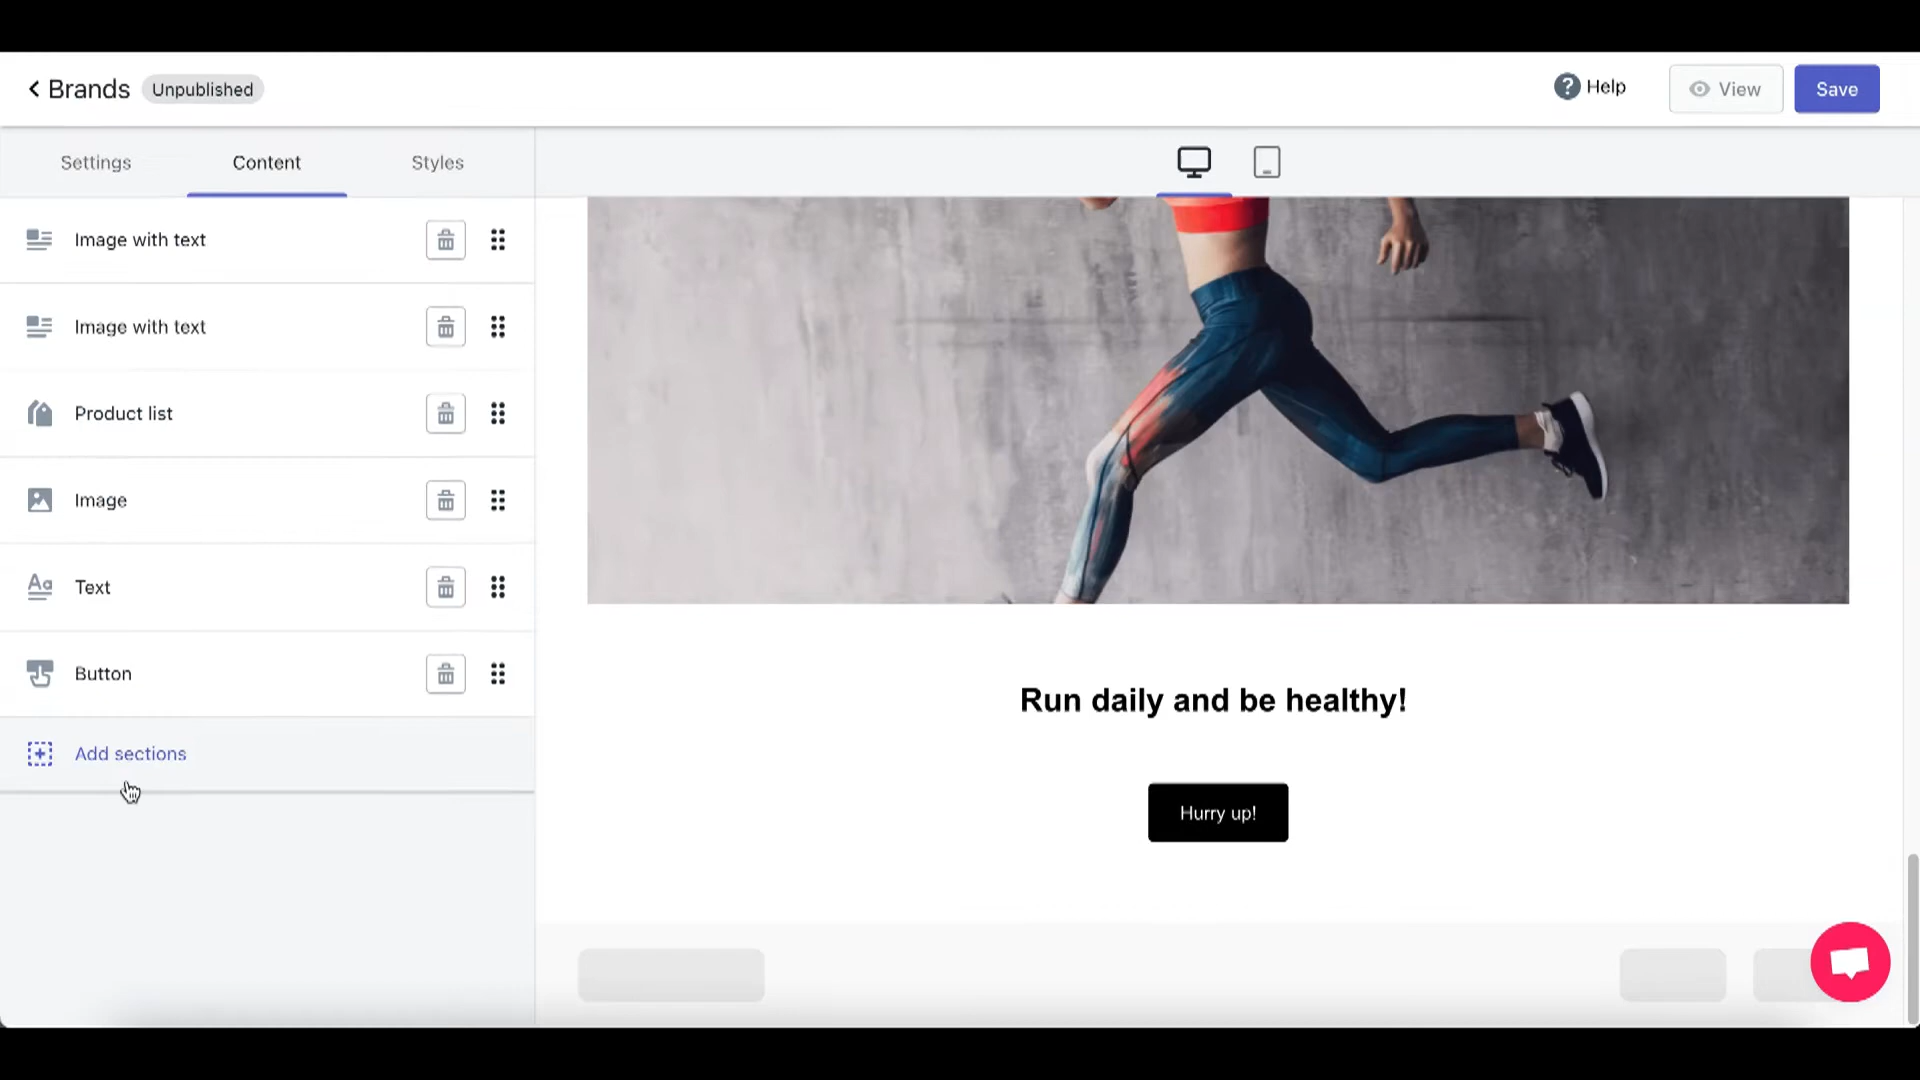 Brands
Unpublished
? Help
View
Save
Settings
Content
Styles
Image with text
Image with text
Product list
Image
Aa
Text
Button
Add sections
Run daily and be healthy!
Hurry up!